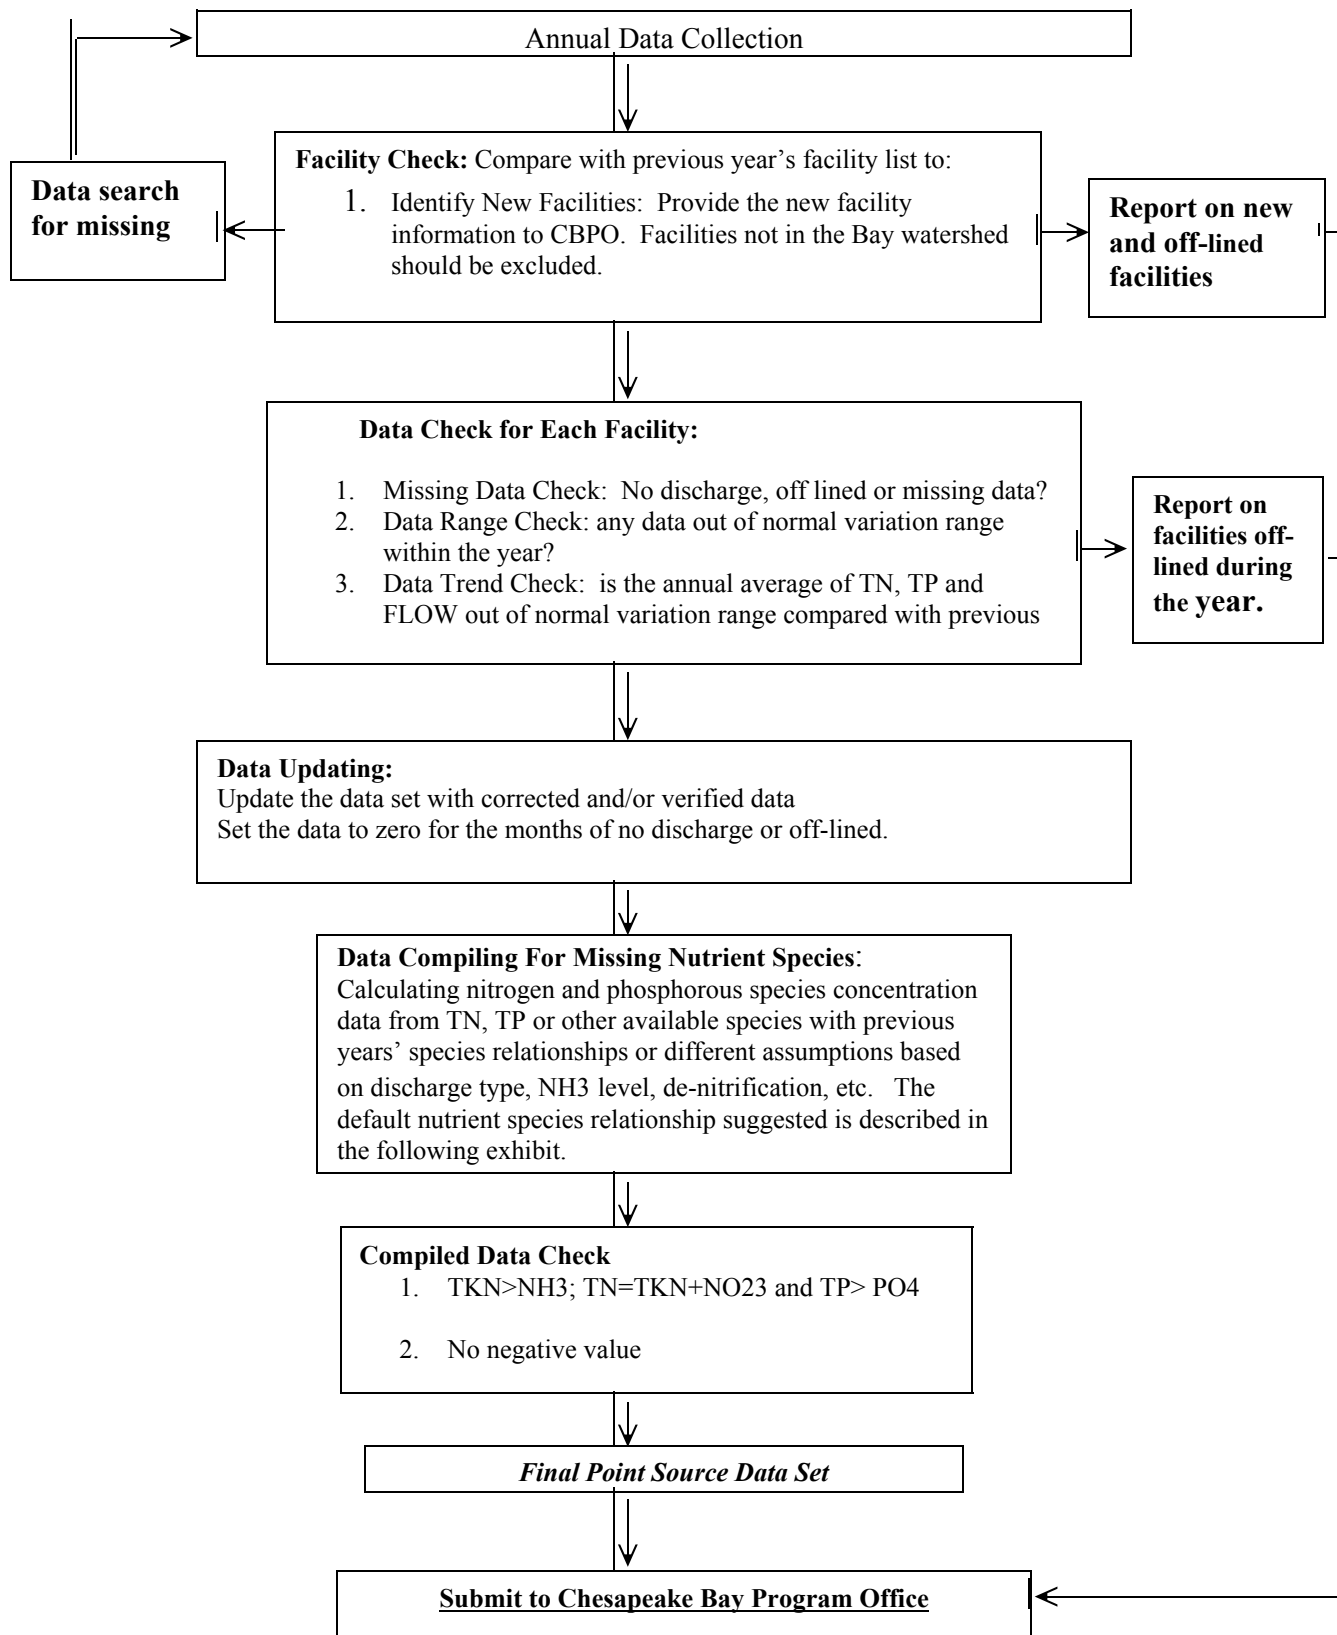 Annual Data Collection
Data search
for missing
Facility Check: Compare with previous year’s facility list to:
1. Identify New Facilities: Provide the new facility
information to CBPO. Facilities not in the Bay watershed
should be excluded.
Report on new
and off-lined
facilities
Data Check for Each Facility:
1. Missing Data Check: No discharge, off lined or missing data?
2. Data Range Check: any data out of normal variation range
within the year?
3. Data Trend Check: is the annual average of TN, TP and
FLOW out of normal variation range compared with previous
Report on
facilities off-
lined during
the year.
Data Updating:
Update the data set with corrected and/or verified data
Set the data to zero for the months of no discharge or off-lined.
Data Compiling For Missing Nutrient Species:
Calculating nitrogen and phosphorous species concentration
data from TN, TP or other available species with previous
years’ species relationships or different assumptions based
on discharge type, NH3 level, de-nitrification, etc. The
default nutrient species relationship suggested is described in
the following exhibit.
Compiled Data Check
1. TKN>NH3; TN=TKN+NO23 and TP> PO4
2. No negative value
Final Point Source Data Set
Submit to Chesapeake Bay Program Office